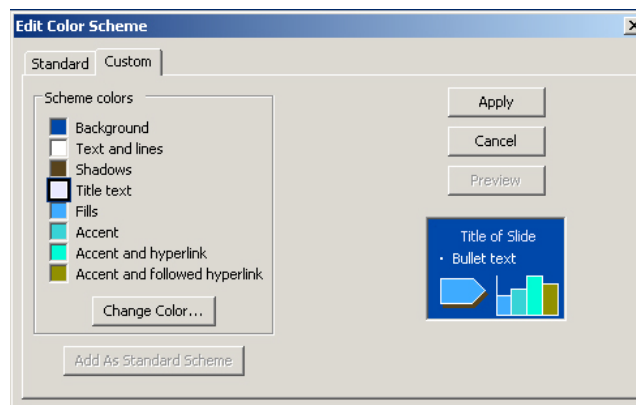 Edit Color Scheme
Standard
Custom
Scheme colors
Background
Text and lines
Shadows
Title text
Fills
Accent
Accent and hyperlink
Accent and followed hyperlink
Change Color...
Add As Standard Scheme
Apply
Cancel
Preview
Title of Slide
• Bullet text